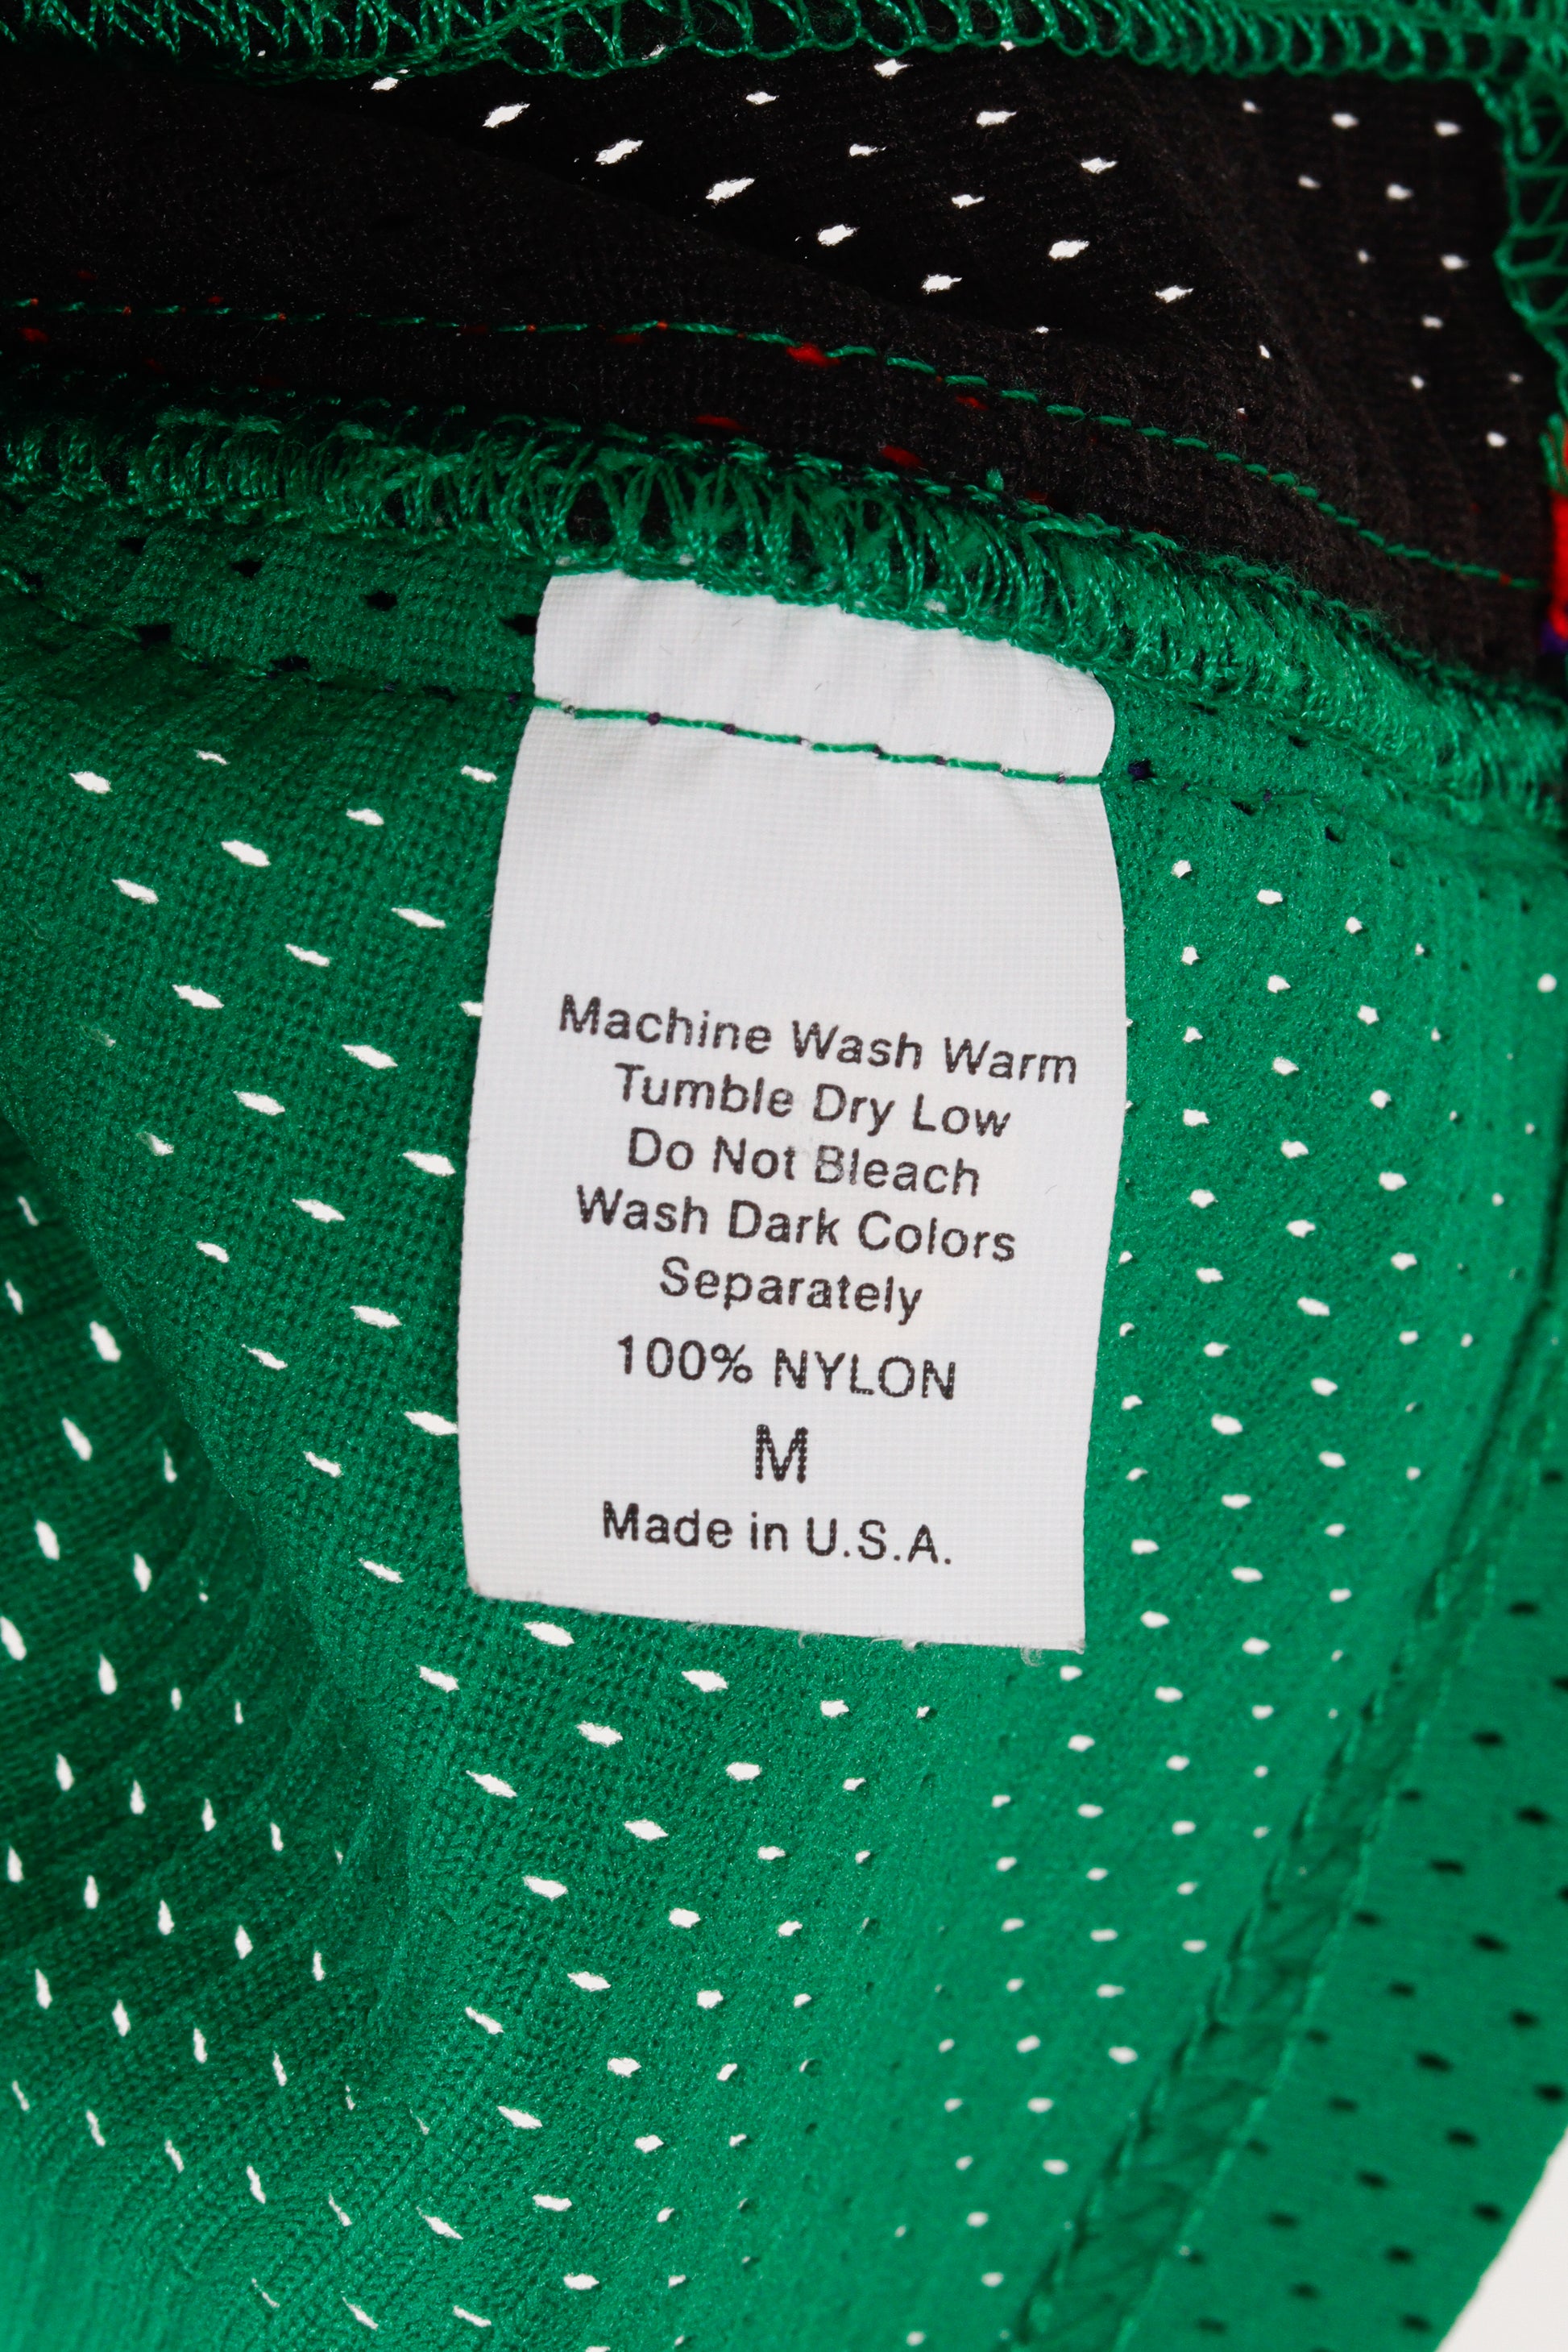 Machine Wash Warm
Tumble Dry Low
Do Not Bleach
Wash Dark Colors
Separately
100% NYLON
M
Made in U.S.A.